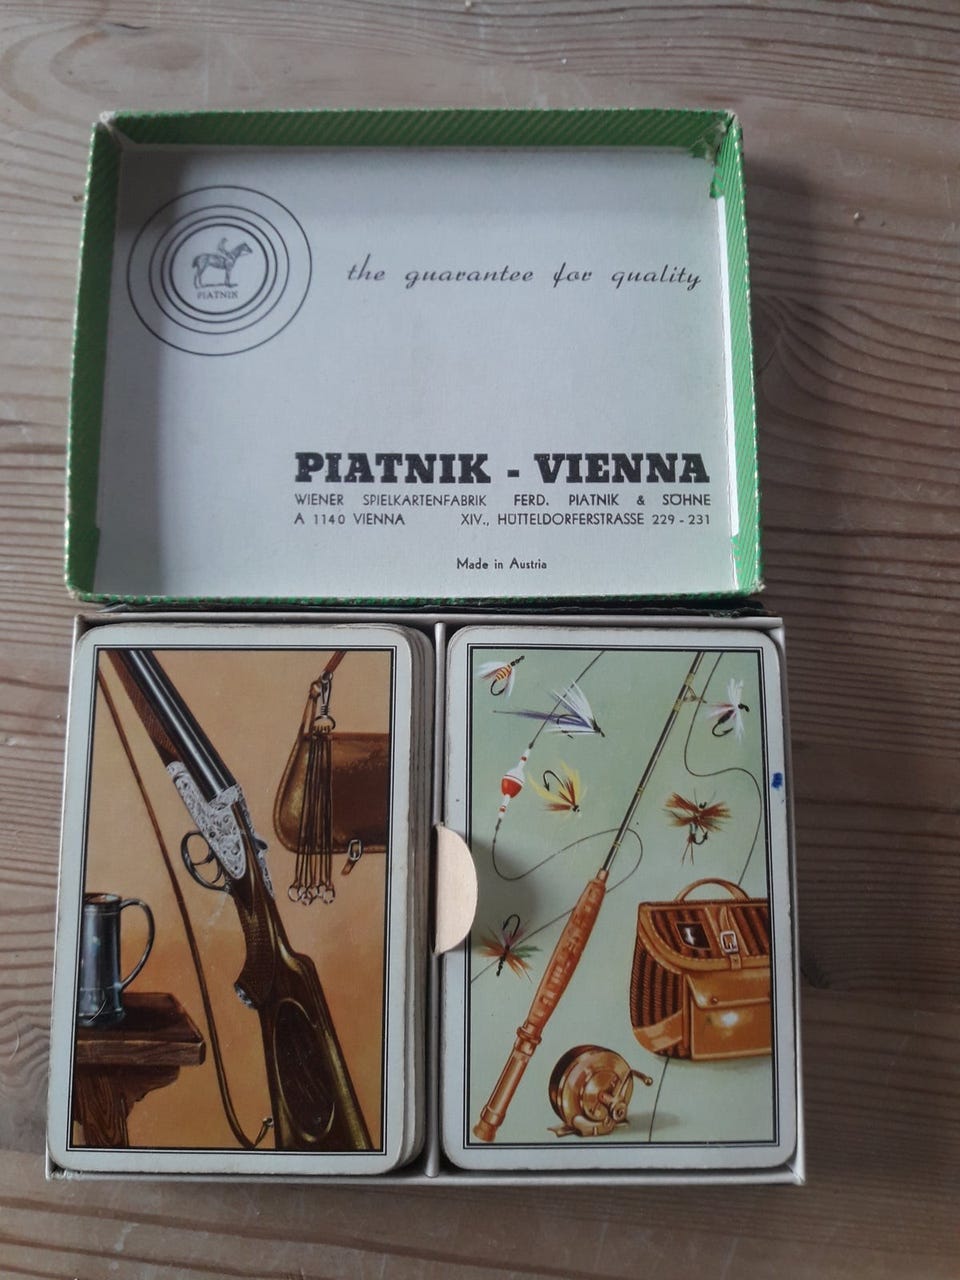 PIATNIK
the guarantee for quality
PIATNIK - VIENNA
WIENER SPIELKARTENFABRIK FERD. PIATNIK & SÖHNE
A 1140 VIENNA XIV., HÜTTELDORFERSTRASSE 229 - 231
Made in Austria